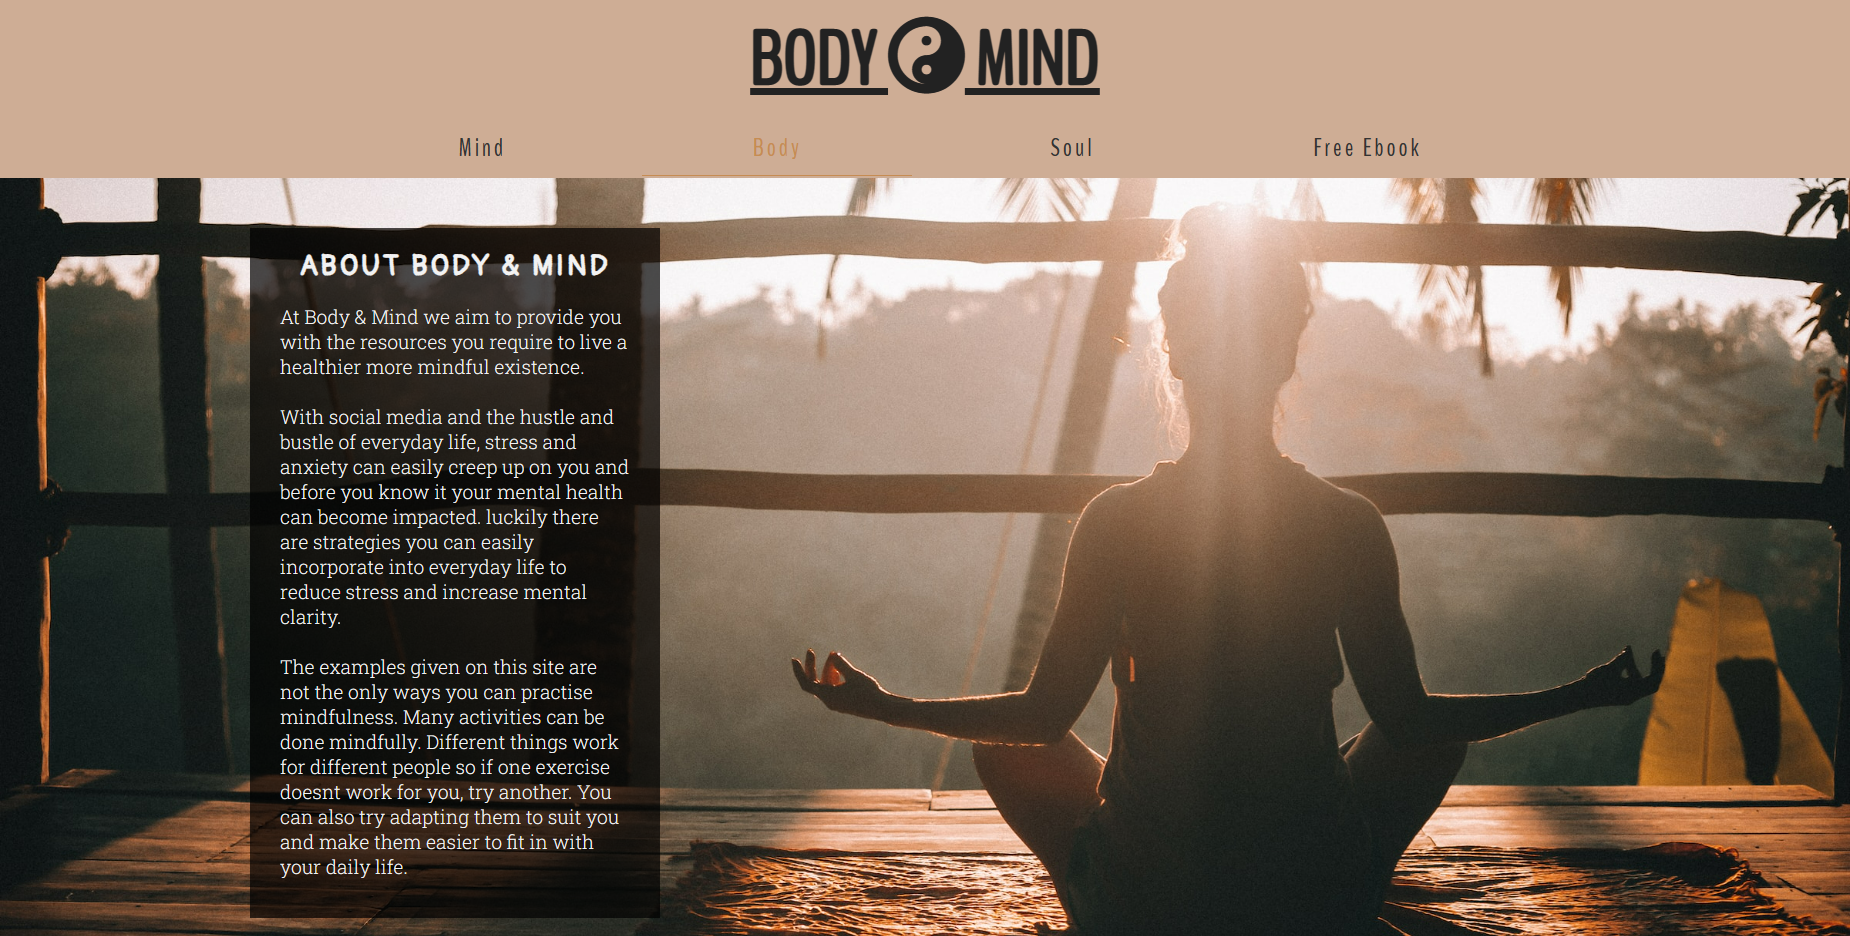 BODY MIND
Mind Body Soul Free Ebook
ABOUT BODY & MIND
At Body & Mind we aim to provide you
with the resources you require to live a
healthier more mindful existence.
With social media and the hustle and
bustle of everyday life, stress and
anxiety can easily creep up on you and
before you know it your mental health
can become impacted. luckily there
are strategies you can easily
incorporate into everyday life to
reduce stress and increase mental
clarity.
The examples given on this site are
not the only ways you can practise
mindfulness. Many activities can be
done mindfully. Different things work
for different people so if one exercise
doesnt work for you, try another. You
can also try adapting them to suit you
and make them easier to fit in with
your daily life.